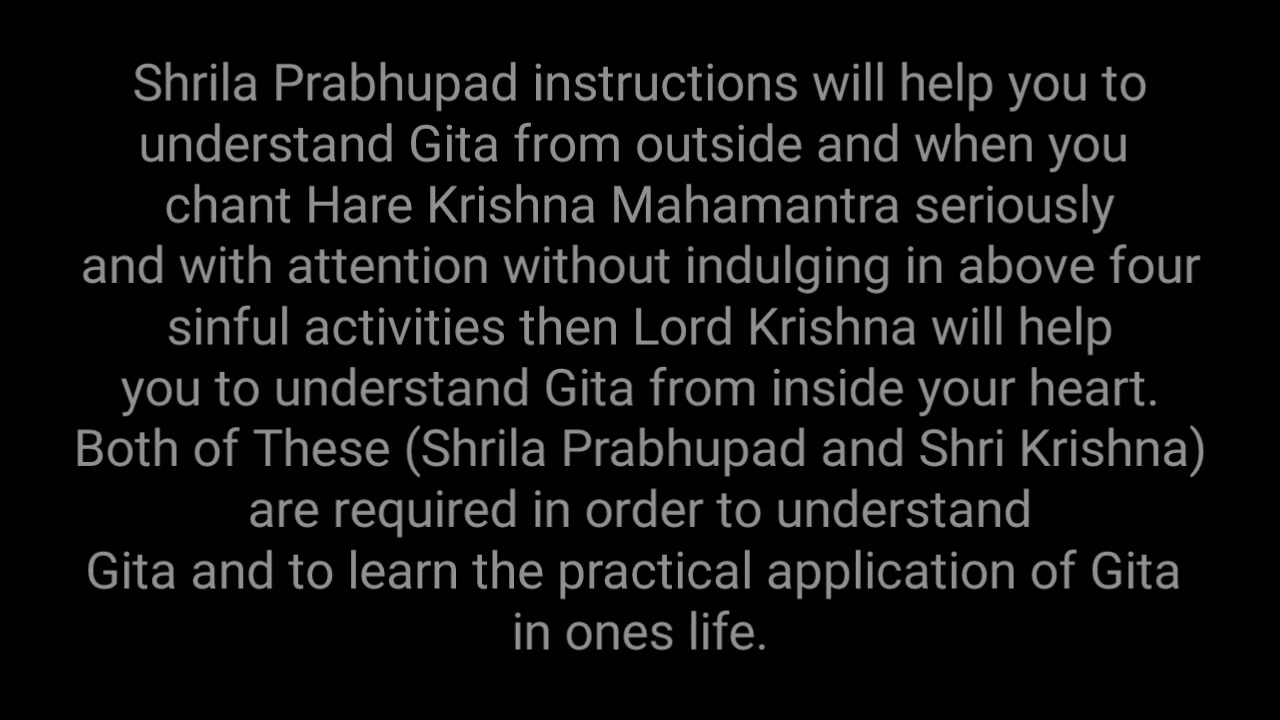 Shrila Prabhupad instructions will help you to
understand Gita from outside and when you
chant Hare Krishna Mahamantra seriously
and with attention without indulging in above four
sinful activities then Lord Krishna will help
you to understand Gita from inside your heart.
Both of These (Shrila Prabhupad and Shri Krishna)
are required in order to understand
Gita and to learn the practical application of Gita
in ones life.